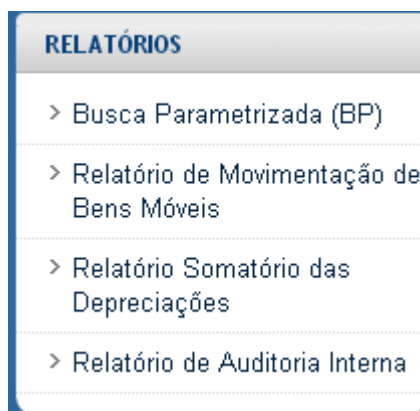 RELATÓRIOS
Busca Parametrizada (BP)
Relatório de Movimentação de
Bens Móveis
Relatório Somatório das
Depreciações
Relatório de Auditoria Interna